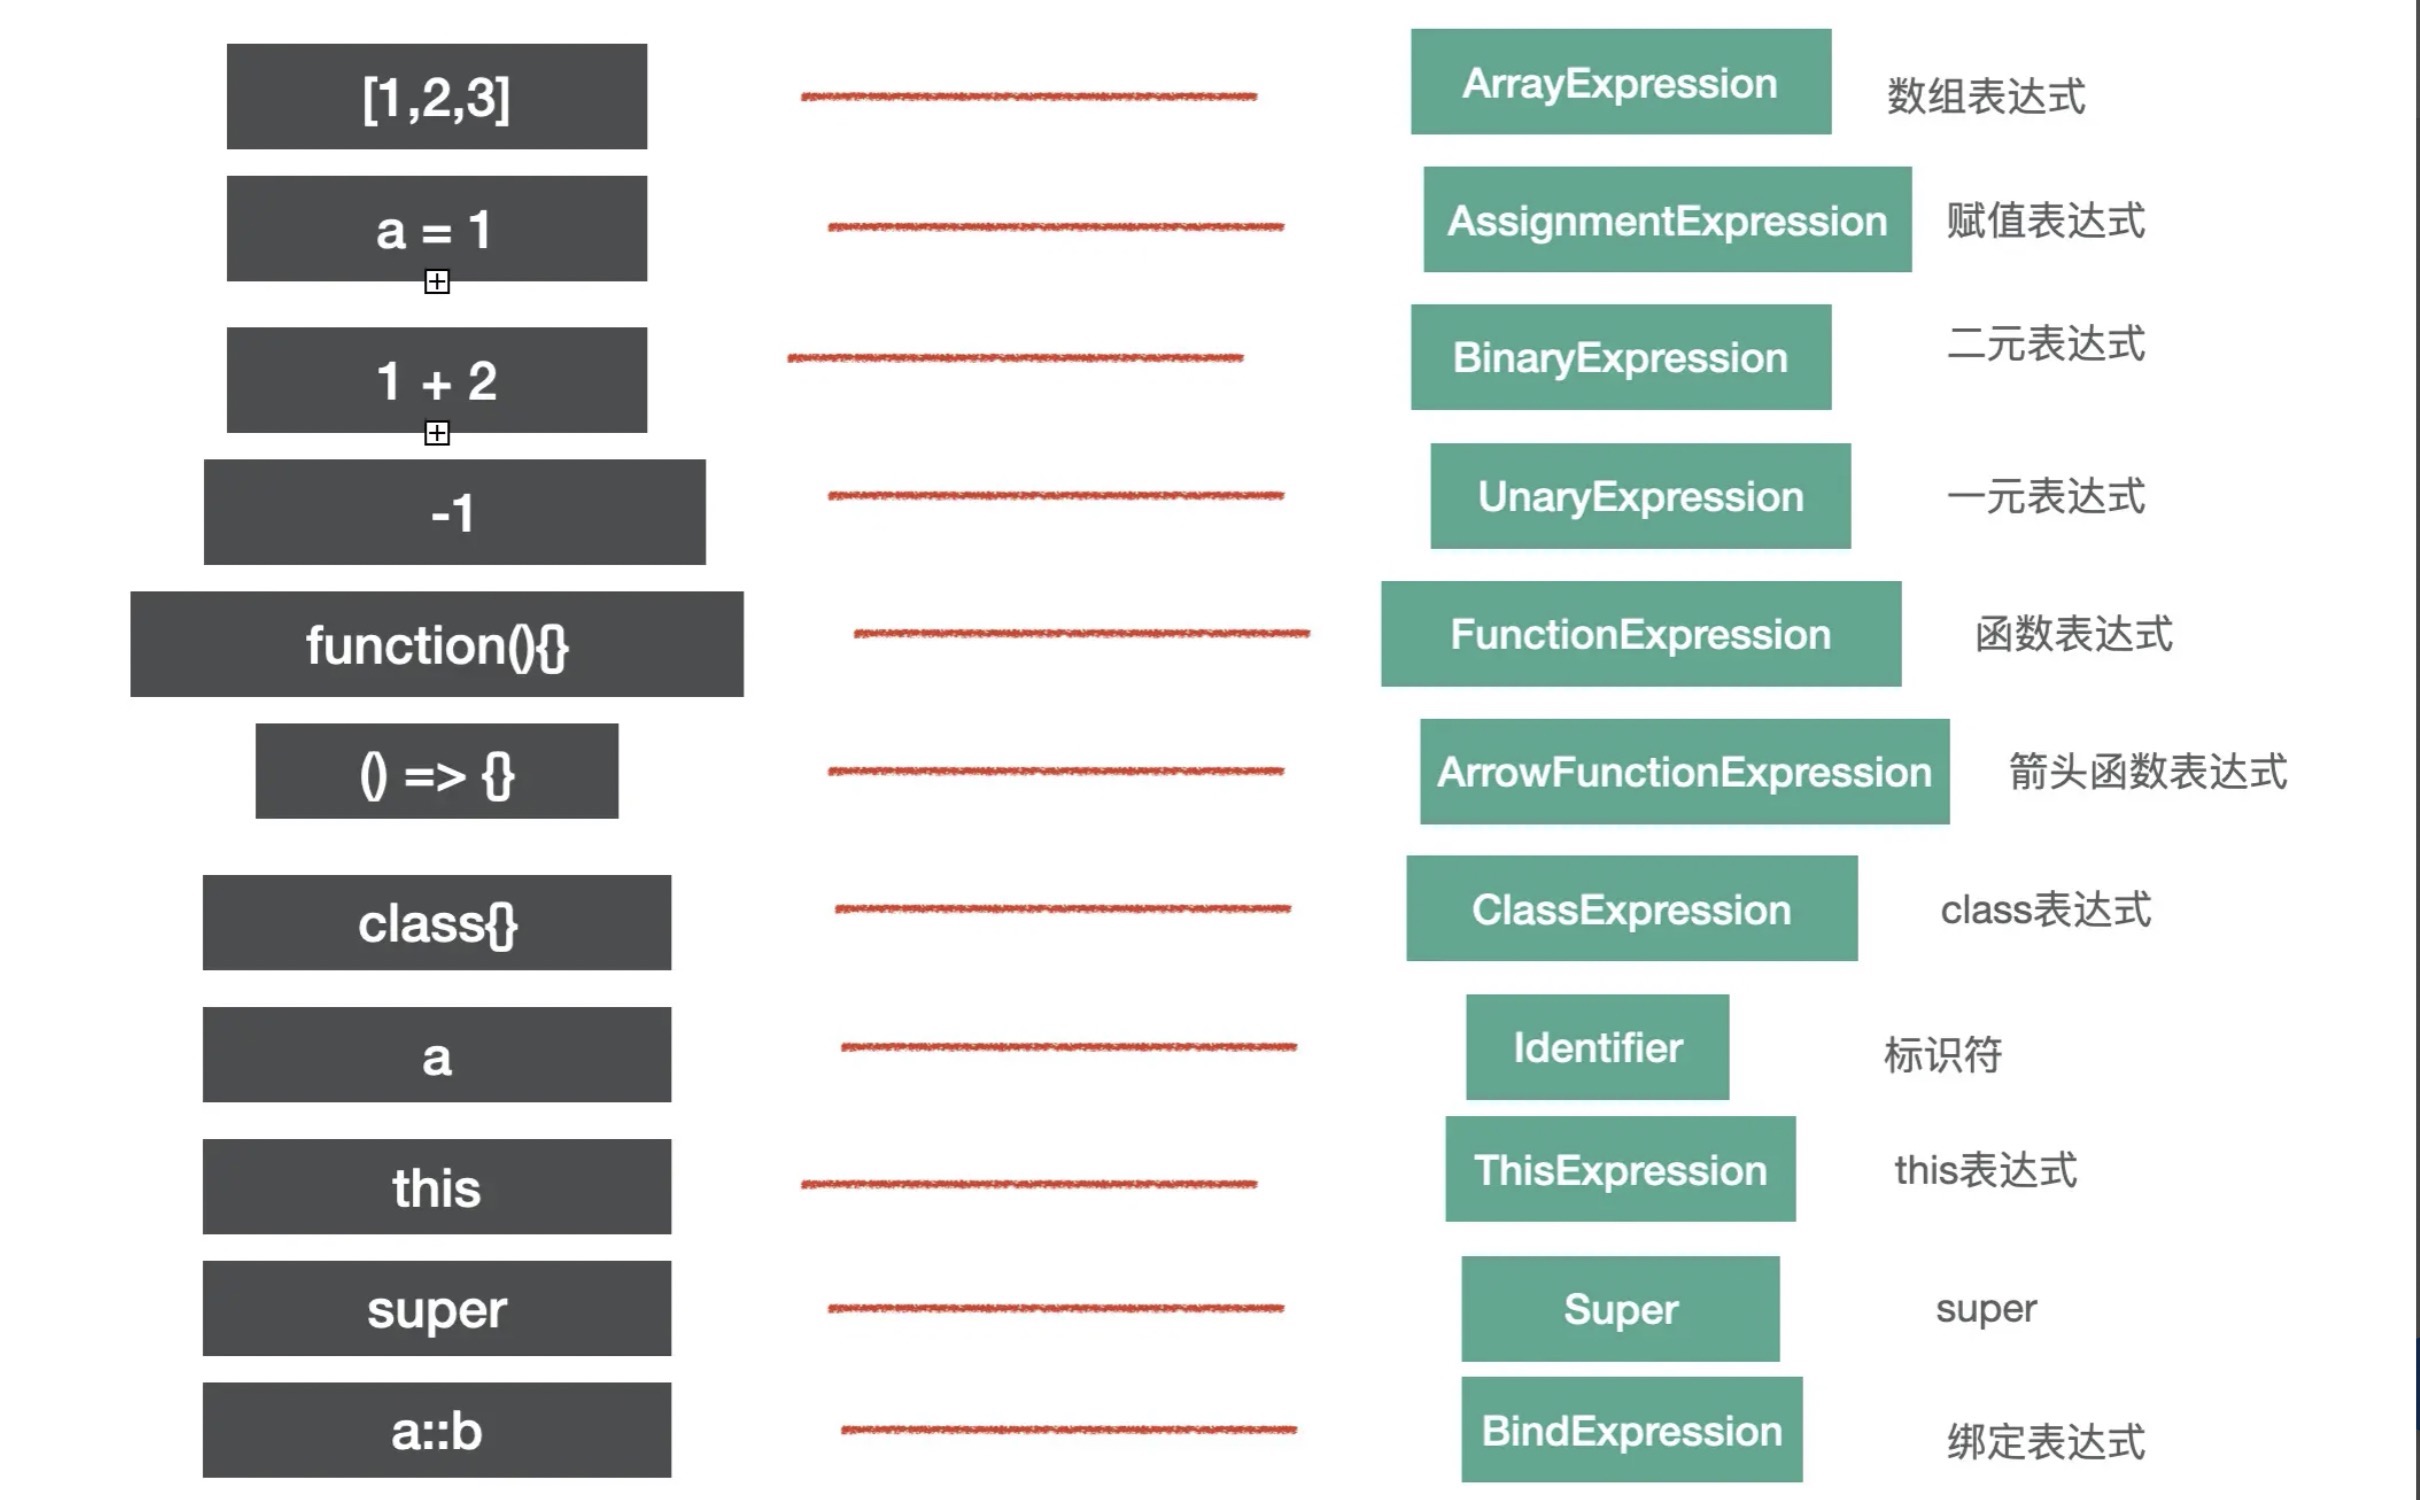 [1,2,3] ArrayExpression 数组表达式
a = 1 AssignmentExpression 赋值表达式
1 + 2 BinaryExpression 二元表达式
-1 UnaryExpression 一元表达式
function(){} FunctionExpression 函数表达式
() => {} ArrowFunctionExpression 箭头函数表达式
class{} ClassExpression class表达式
a Identifier 标识符
this ThisExpression this表达式
super Super super
a::b BindExpression 绑定表达式